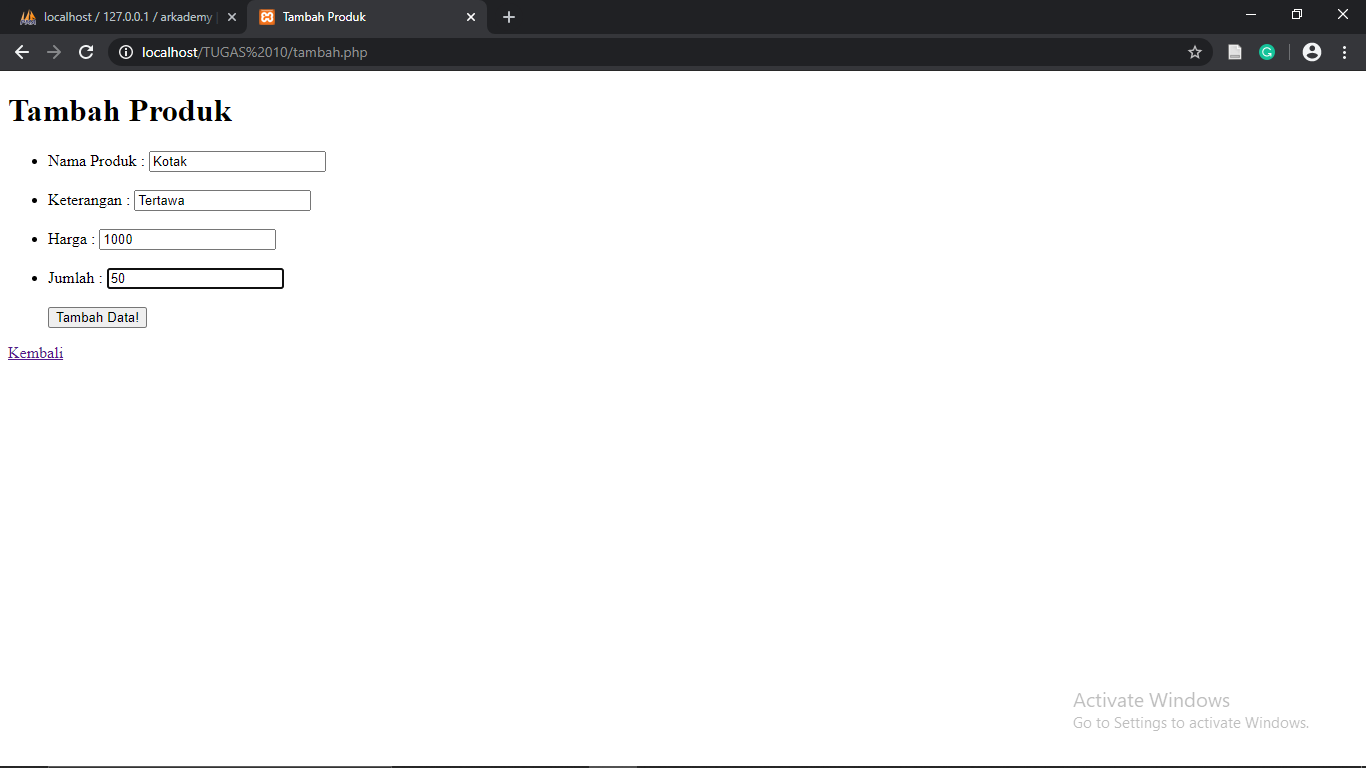 localhost / 127.0.0.1 / arkademy
Tambah Produk
localhost/TUGAS%2010/tambah.php
Tambah Produk
Nama Produk : Kotak
Keterangan : Tertawa
Harga : 1000
Jumlah : 50
Tambah Data!
Kembali
Activate Windows
Go to Settings to activate Windows.